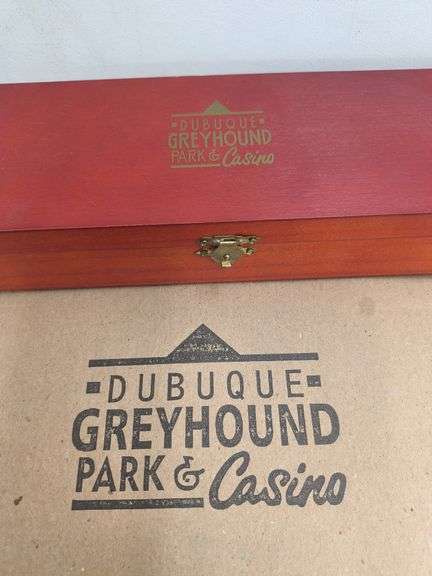 DUBUQUE
GREYHOUND
PARK & Casino
DUBUQUE
GREYHOUND
PARK & Casino